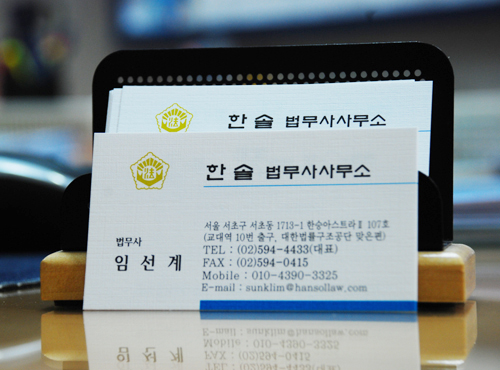 한 솔 법무사사무소
法
한 솔 법무사사무소
서울 서초구 서초동 1713-1 한승아스트라Ⅱ 107호
(교대역 10번 출구, 대한법률구조공단 맞은편)
법무사
임 선 계
TEL : (02)594-4433(대표)
FAX : (02)594-0415
Mobile : 010-4390-3325
E-mail : sunklim@hansollaw.com